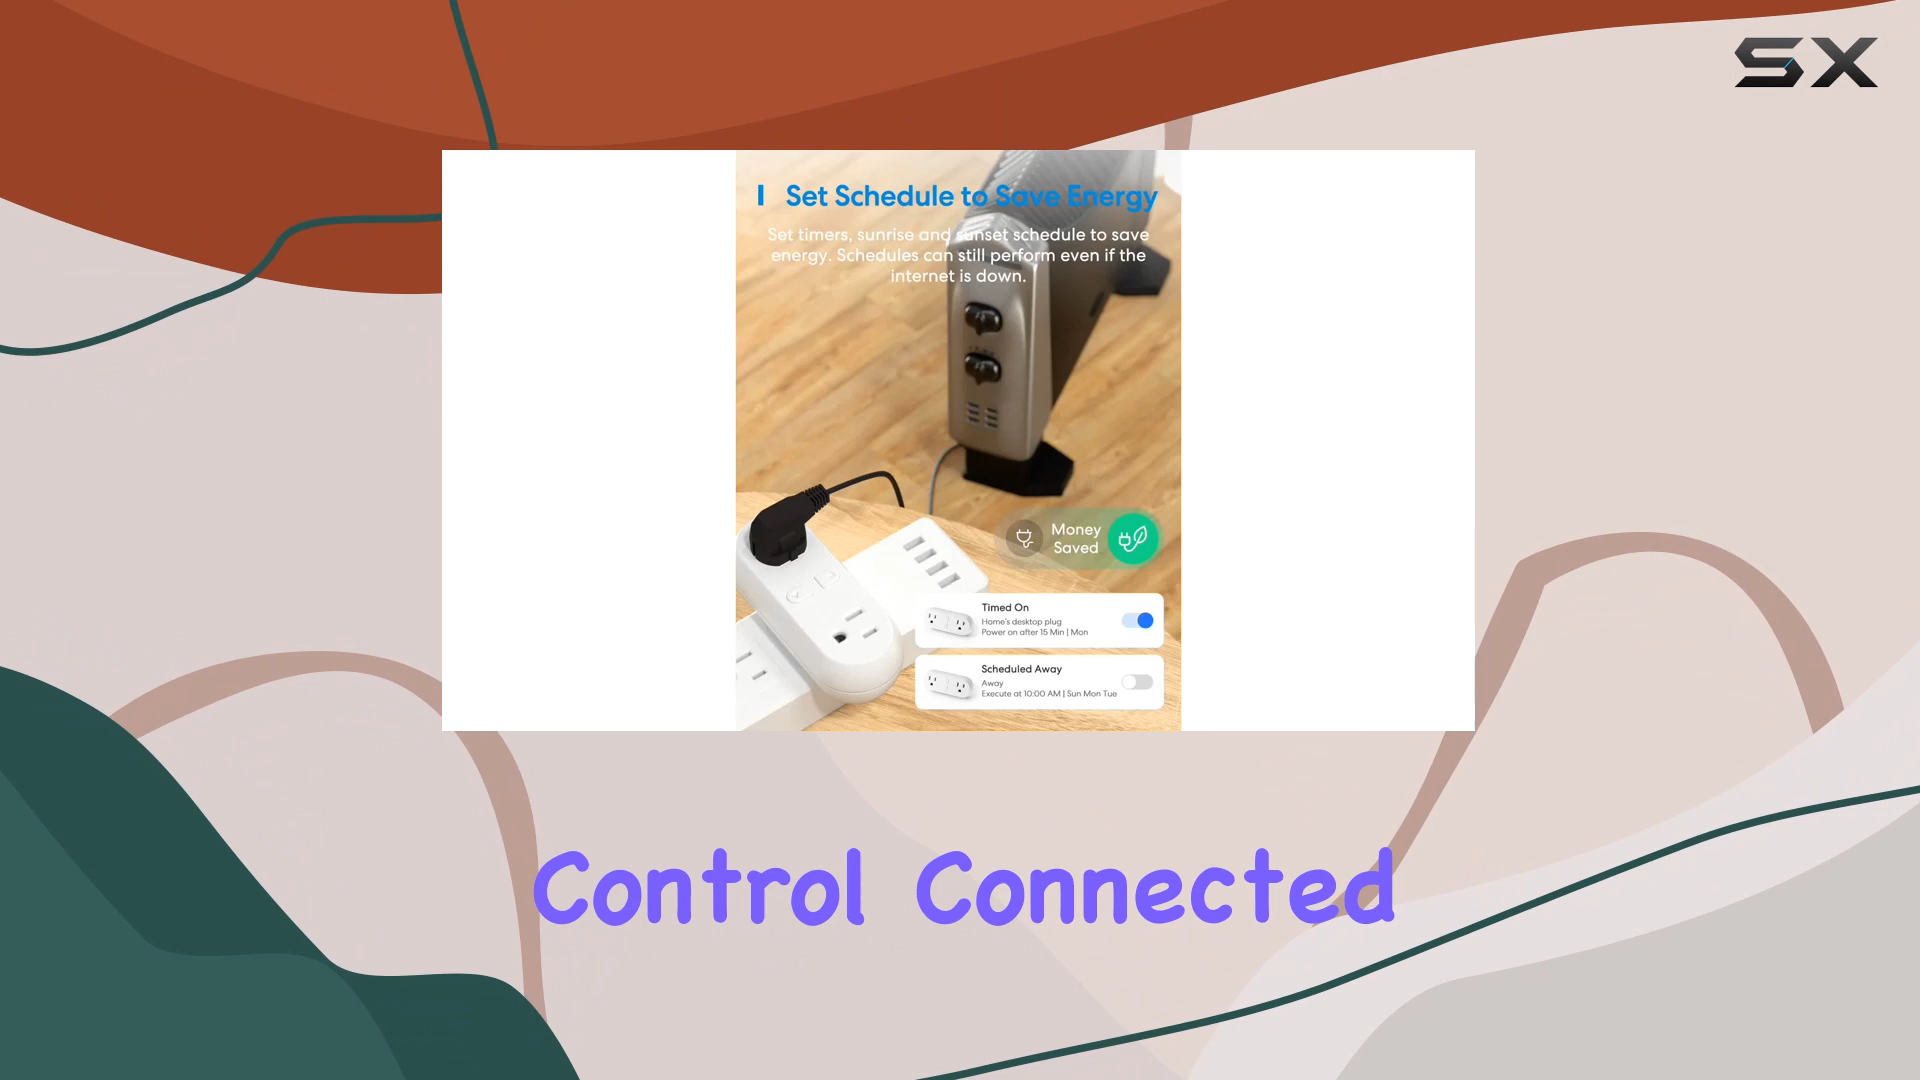 SX
Set Schedule to Save Energy
Set timers, sunrise and sunset schedule to save
energy. Schedules can still perform even if the
internet is down.
Money
Saved
Timed On
Home's desktop plug
Power on after 15 Min | Mon
Scheduled Away
Away
Execute at 10:00 AM | Sun Mon Tue
Control Connected